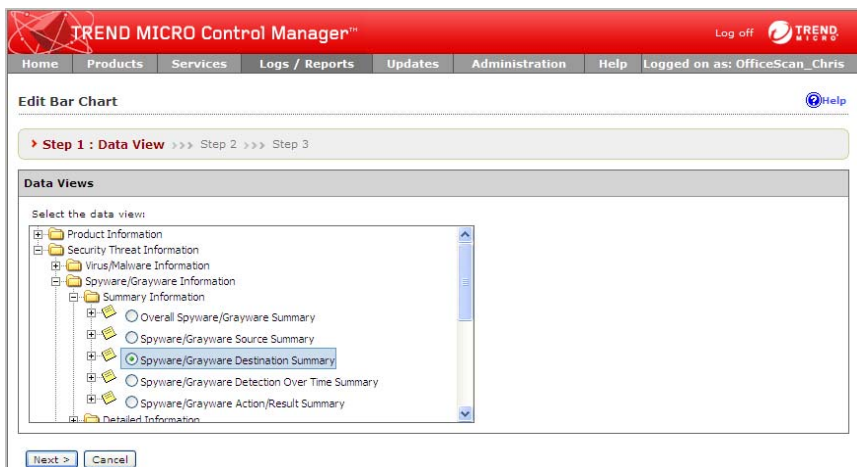 TREND MICRO Control Manager™
Log off TREND MICRO
Home Products Services Logs / Reports Updates Administration Help Logged on as: OfficeScan_Chris
Edit Bar Chart
Help
Step 1 : Data View >>> Step 2 >>> Step 3
Data Views
Select the data view:
Product Information
Security Threat Information
Virus/Malware Information
Spyware/Grayware Information
Summary Information
Overall Spyware/Grayware Summary
Spyware/Grayware Source Summary
Spyware/Grayware Destination Summary
Spyware/Grayware Detection Over Time Summary
Spyware/Grayware Action/Result Summary
Detailed Information
Next > Cancel